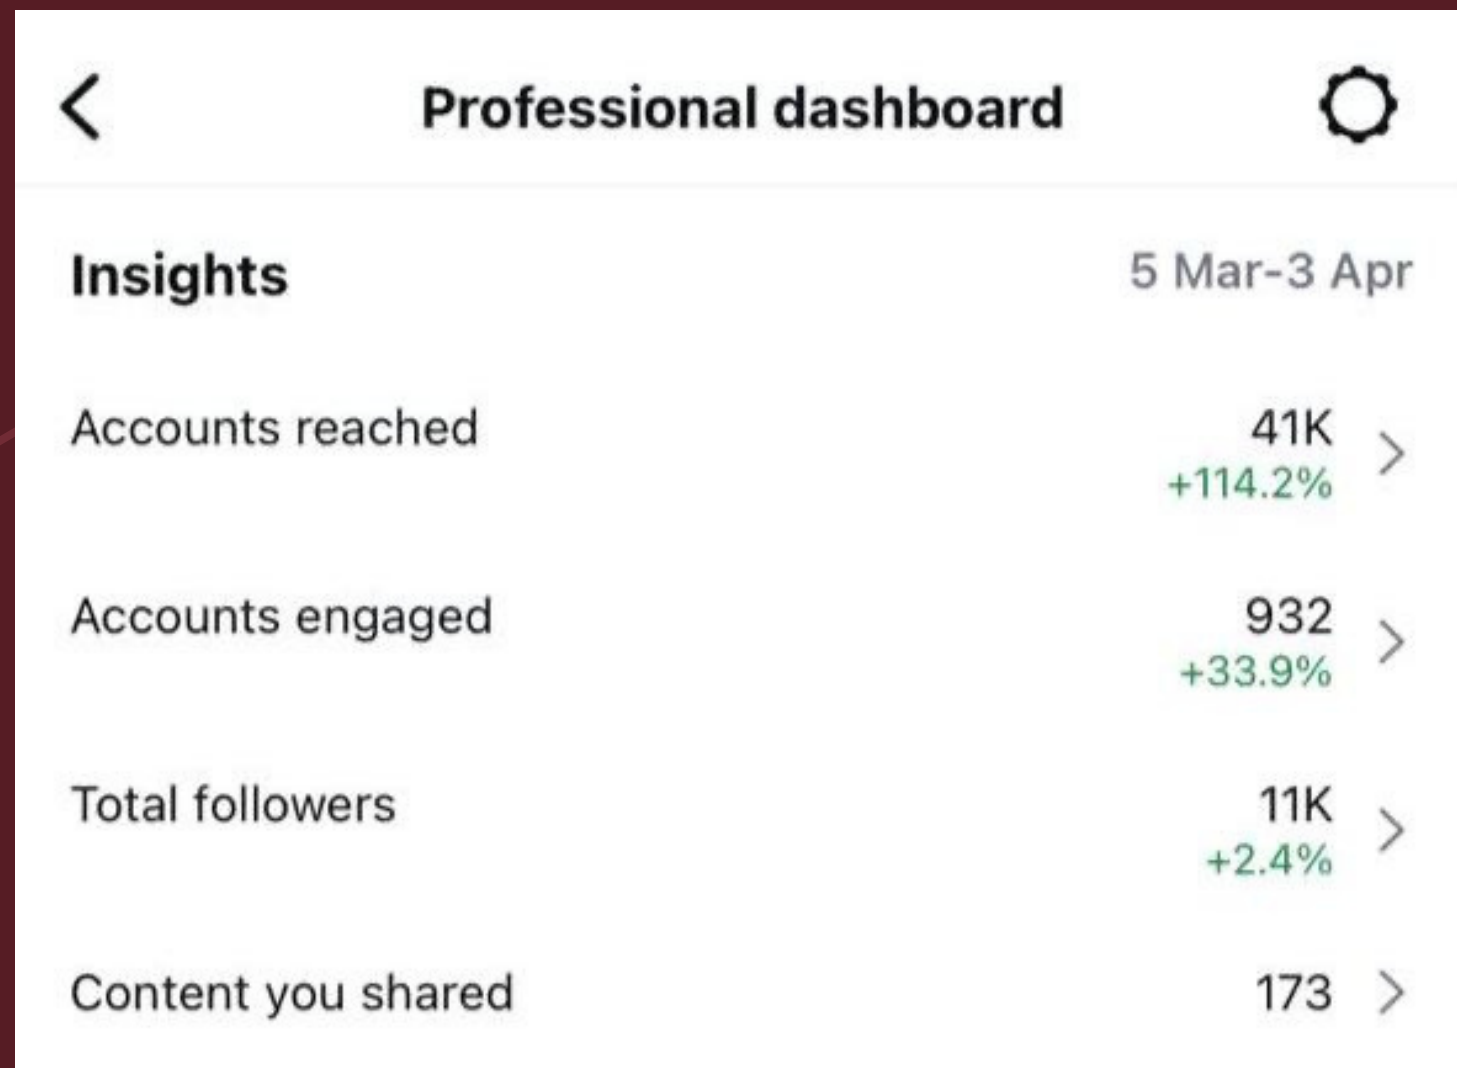 Professional dashboard
Insights 5 Mar-3 Apr
Accounts reached 41K
+114.2%
Accounts engaged 932
+33.9%
Total followers 11K
+2.4%
Content you shared 173